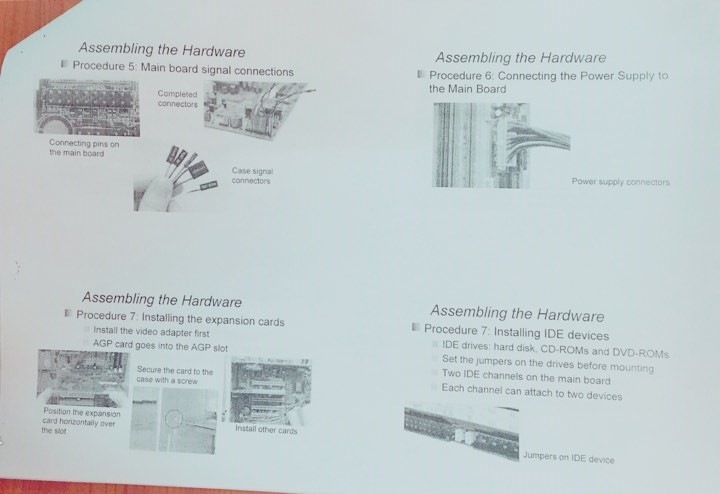 Assembling the Hardware
Procedure 5: Main board signal connections
Completed
connectors
Connecting pins on
the main board
Case signal
connectors
Assembling the Hardware
Procedure 6: Connecting the Power Supply to
the Main Board
Power supply connectors
Assembling the Hardware
Procedure 7: Installing the expansion cards
Install the video adapter first
AGP card goes into the AGP slot
Secure the card to the
case with a screw
Position the expansion
card horizontally over
the slot
Install other cards
Assembling the Hardware
Procedure 7: Installing IDE devices
IDE drives: hard disk, CD-ROMs and DVD-ROMs
Set the jumpers on the drives before mounting
Two IDE channels on the main board
Each channel can attach to two devices
Jumpers on IDE device